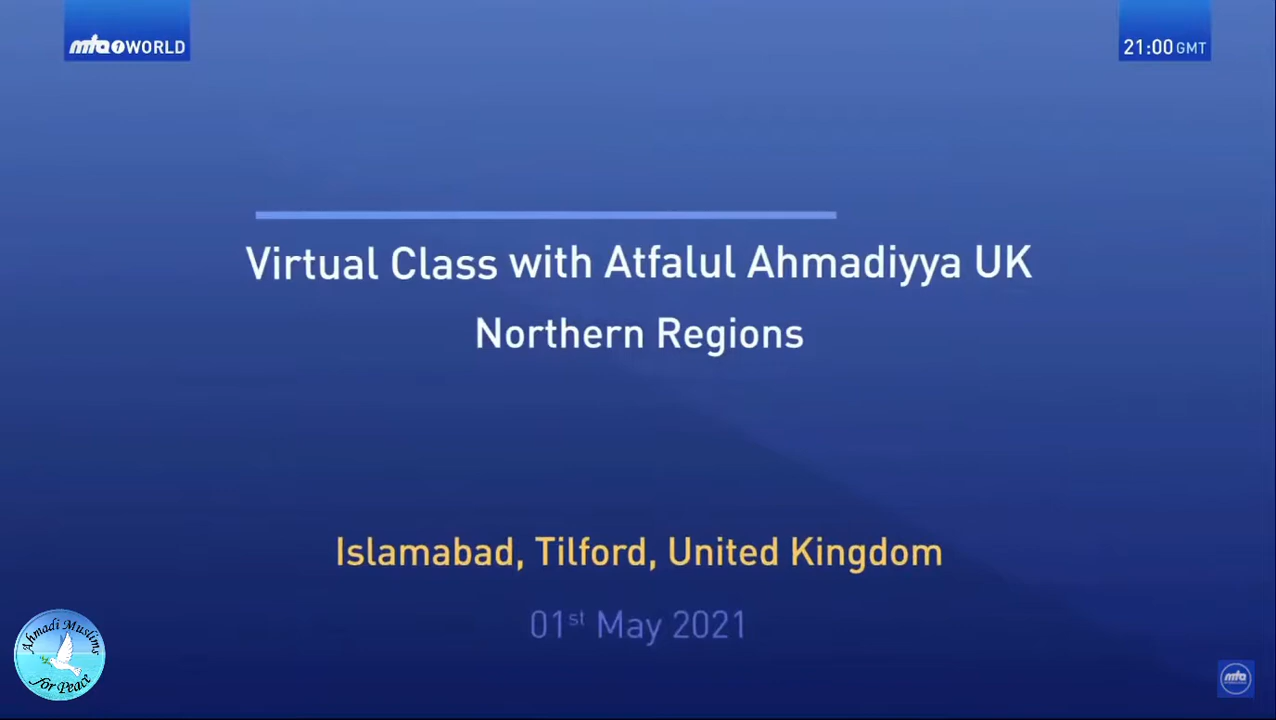 mta 1 WORLD
21:00 GMT
Virtual Class with Atfalul Ahmadiyya UK
Northern Regions
Islamabad, Tilford, United Kingdom
01st May 2021
Ahmadi Muslims
for Peace
mta